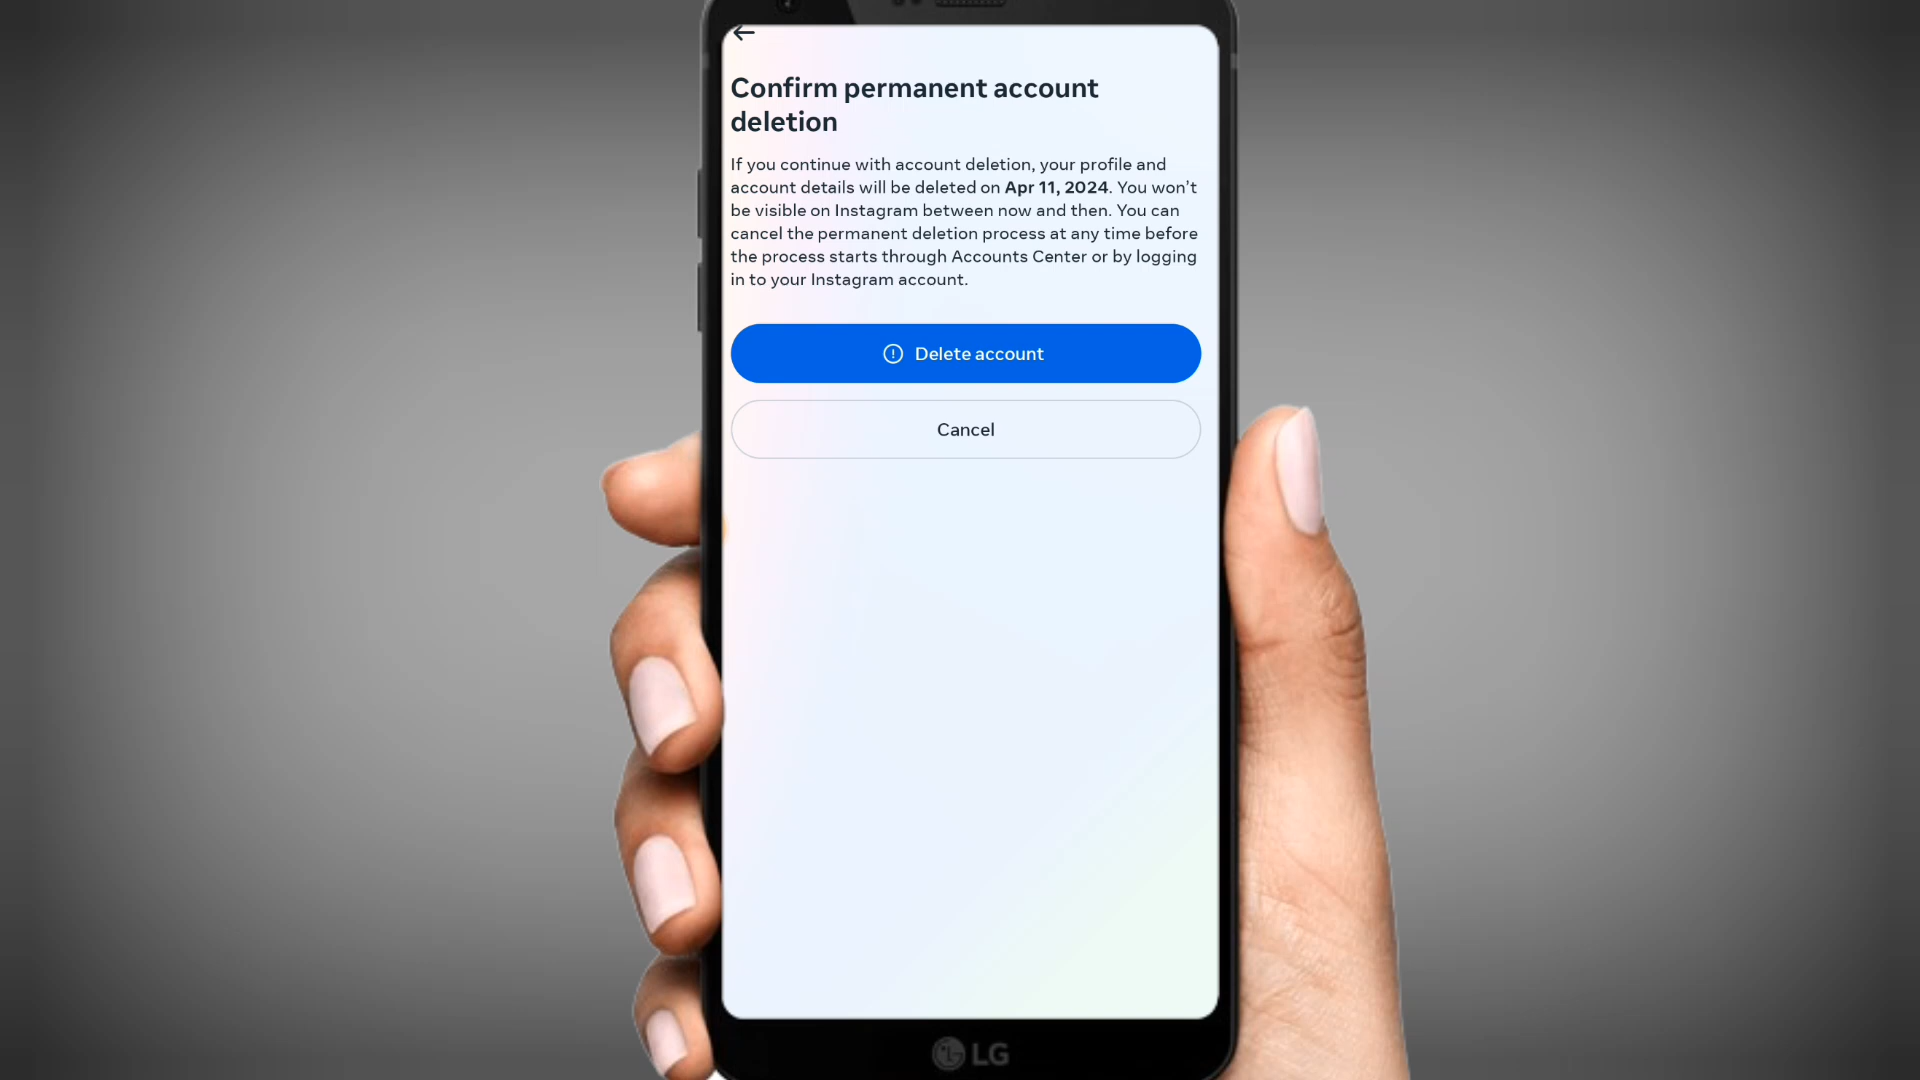 Confirm permanent account
deletion
If you continue with account deletion, your profile and
account details will be deleted on Apr 11, 2024. You won’t
be visible on Instagram between now and then. You can
cancel the permanent deletion process at any time before
the process starts through Accounts Center or by logging
in to your Instagram account.
Delete account
Cancel
LG